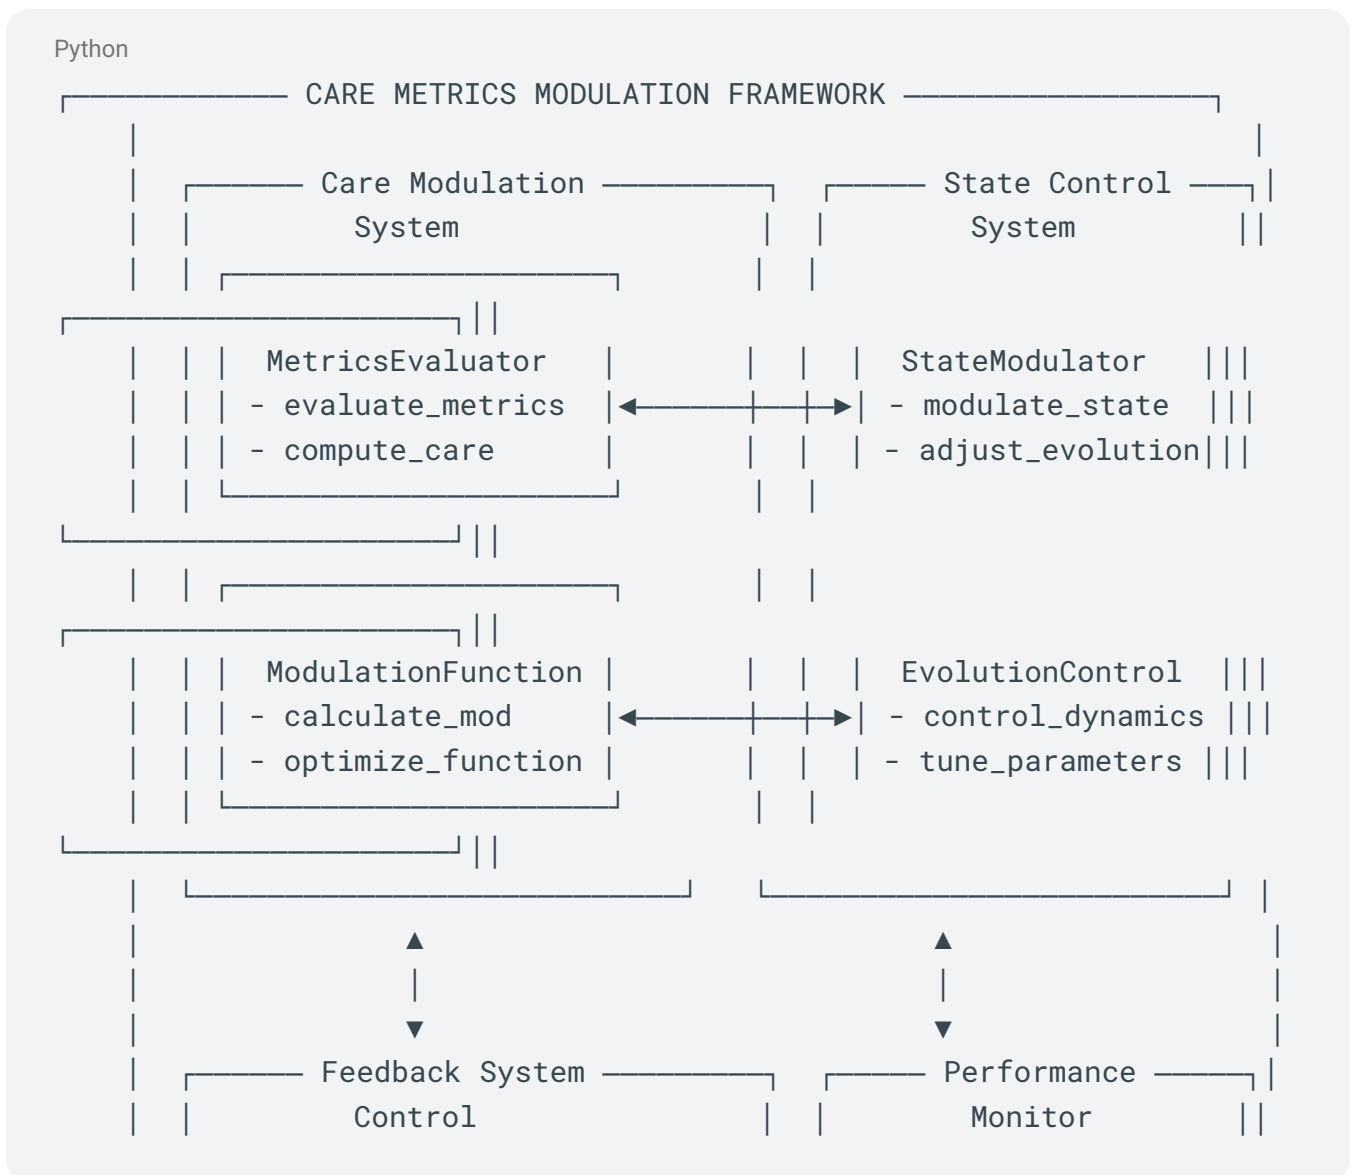 Python
CARE METRICS MODULATION FRAMEWORK
Care Modulation State Control
System System
MetricsEvaluator StateModulator
- evaluate_metrics - modulate_state
- compute_care - adjust_evolution
ModulationFunction EvolutionControl
- calculate_mod - control_dynamics
- optimize_function - tune_parameters
Feedback System Performance
Control Monitor